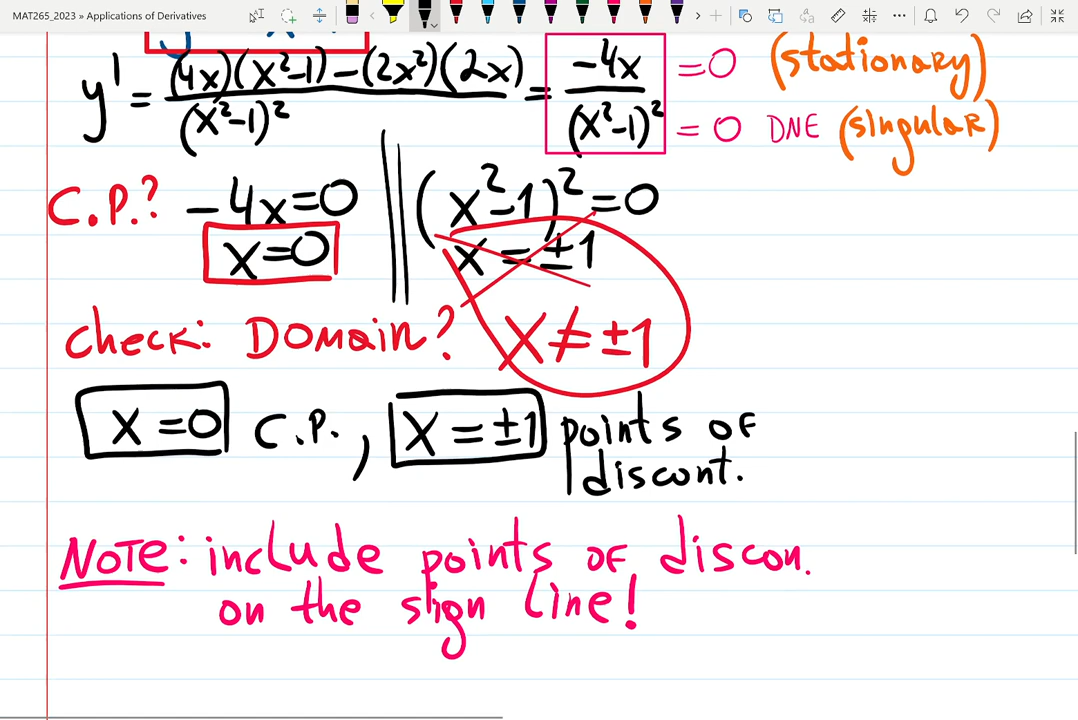 MAT265_2023 » Applications of Derivatives
y' = (4x)(x²-1) - (2x²)(2x) / (x²-1)² = -4x / (x²-1)² = 0 (stationary)
= 0 DNE (singular)
C.P.? -4x=0 || (x²-1)²=0
x=0 x = ±1
Check: Domain? x ≠ ±1
x=0 C.P., x = ±1 points of
discont.
NOTE: include points of discon.
on the sign line!